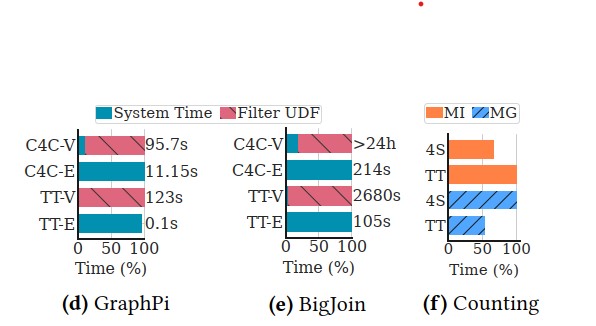 System Time Filter UDF
C4C-V 95.7s
C4C-E 11.15s
TT-V 123s
TT-E 0.1s
0 50 100
Time (%)
(d) GraphPi
C4C-V >24h
C4C-E 214s
TT-V 2680s
TT-E 105s
0 50 100
Time (%)
(e) BigJoin
MI MG
4S
TT
4S
TT
0 50 100
Time (%)
(f) Counting